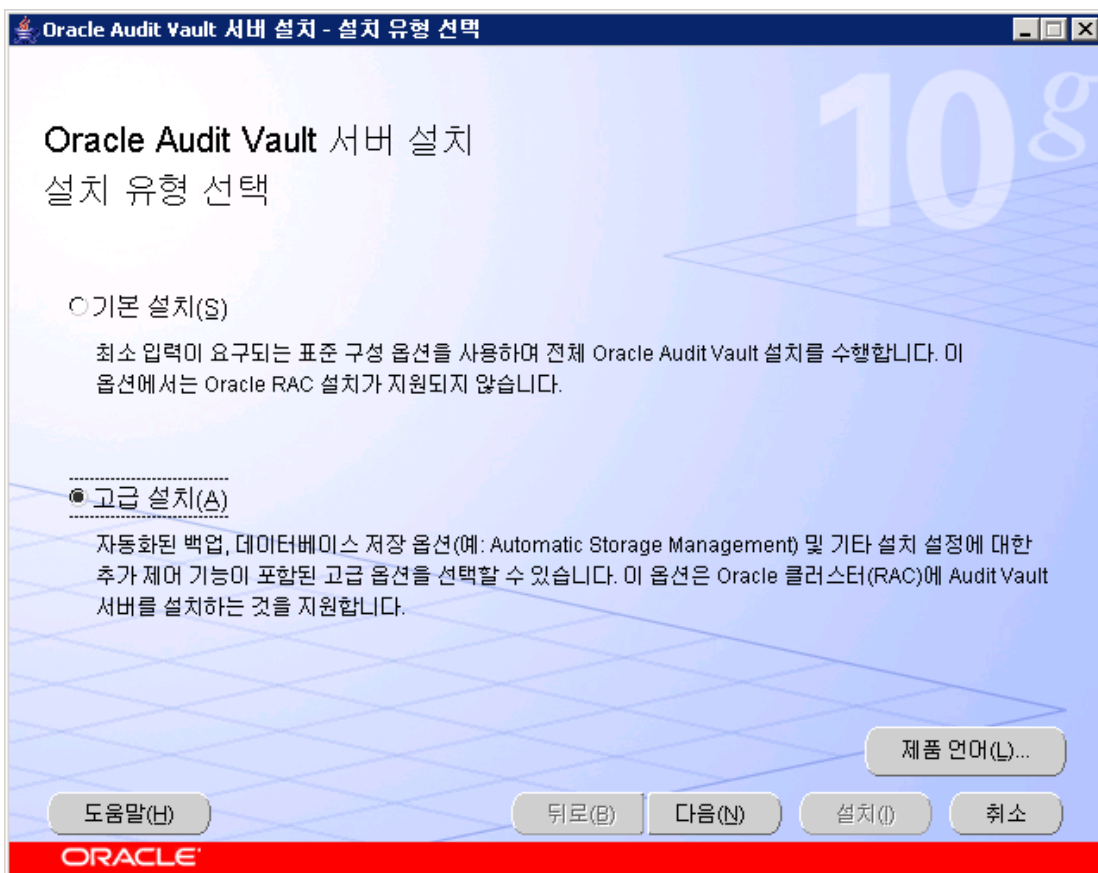 Oracle Audit Vault 서버 설치 - 설치 유형 선택
10g
Oracle Audit Vault 서버 설치
설치 유형 선택
기본 설치(S)
최소 입력이 요구되는 표준 구성 옵션을 사용하며 전체 Oracle Audit Vault 설치를 수행합니다. 이
옵션에서는 Oracle RAC 설치가 지원되지 않습니다.
고급 설치(A)
자동화된 백업, 데이터베이스 저장 옵션(예: Automatic Storage Management) 및 기타 설치 설정에 대한
추가 제어 기능이 포함된 고급 옵션을 선택할 수 있습니다. 이 옵션은 Oracle 클러스터(RAC)에 Audit Vault
서버를 설치하는 것을 지원합니다.
제품 언어(L)...
도움말(H) 뒤로(B) 다음(N) 설치(I) 취소
ORACLE